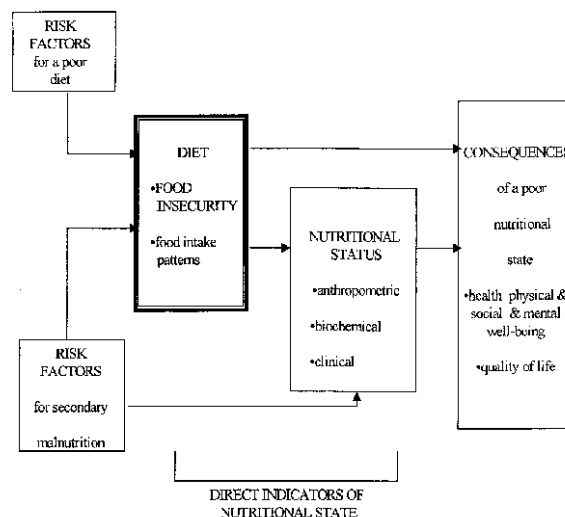 RISK
FACTORS
for a poor
diet
DIET
•FOOD
INSECURITY
•food intake
patterns
NUTRITIONAL
STATUS
•anthropometric
•biochemical
•clinical
CONSEQUENCES
of a poor
nutritional
state
•health physical &
social & mental
well-being
•quality of life
RISK
FACTORS
for secondary
malnutrition
DIRECT INDICATORS OF
NUTRITIONAL STATE